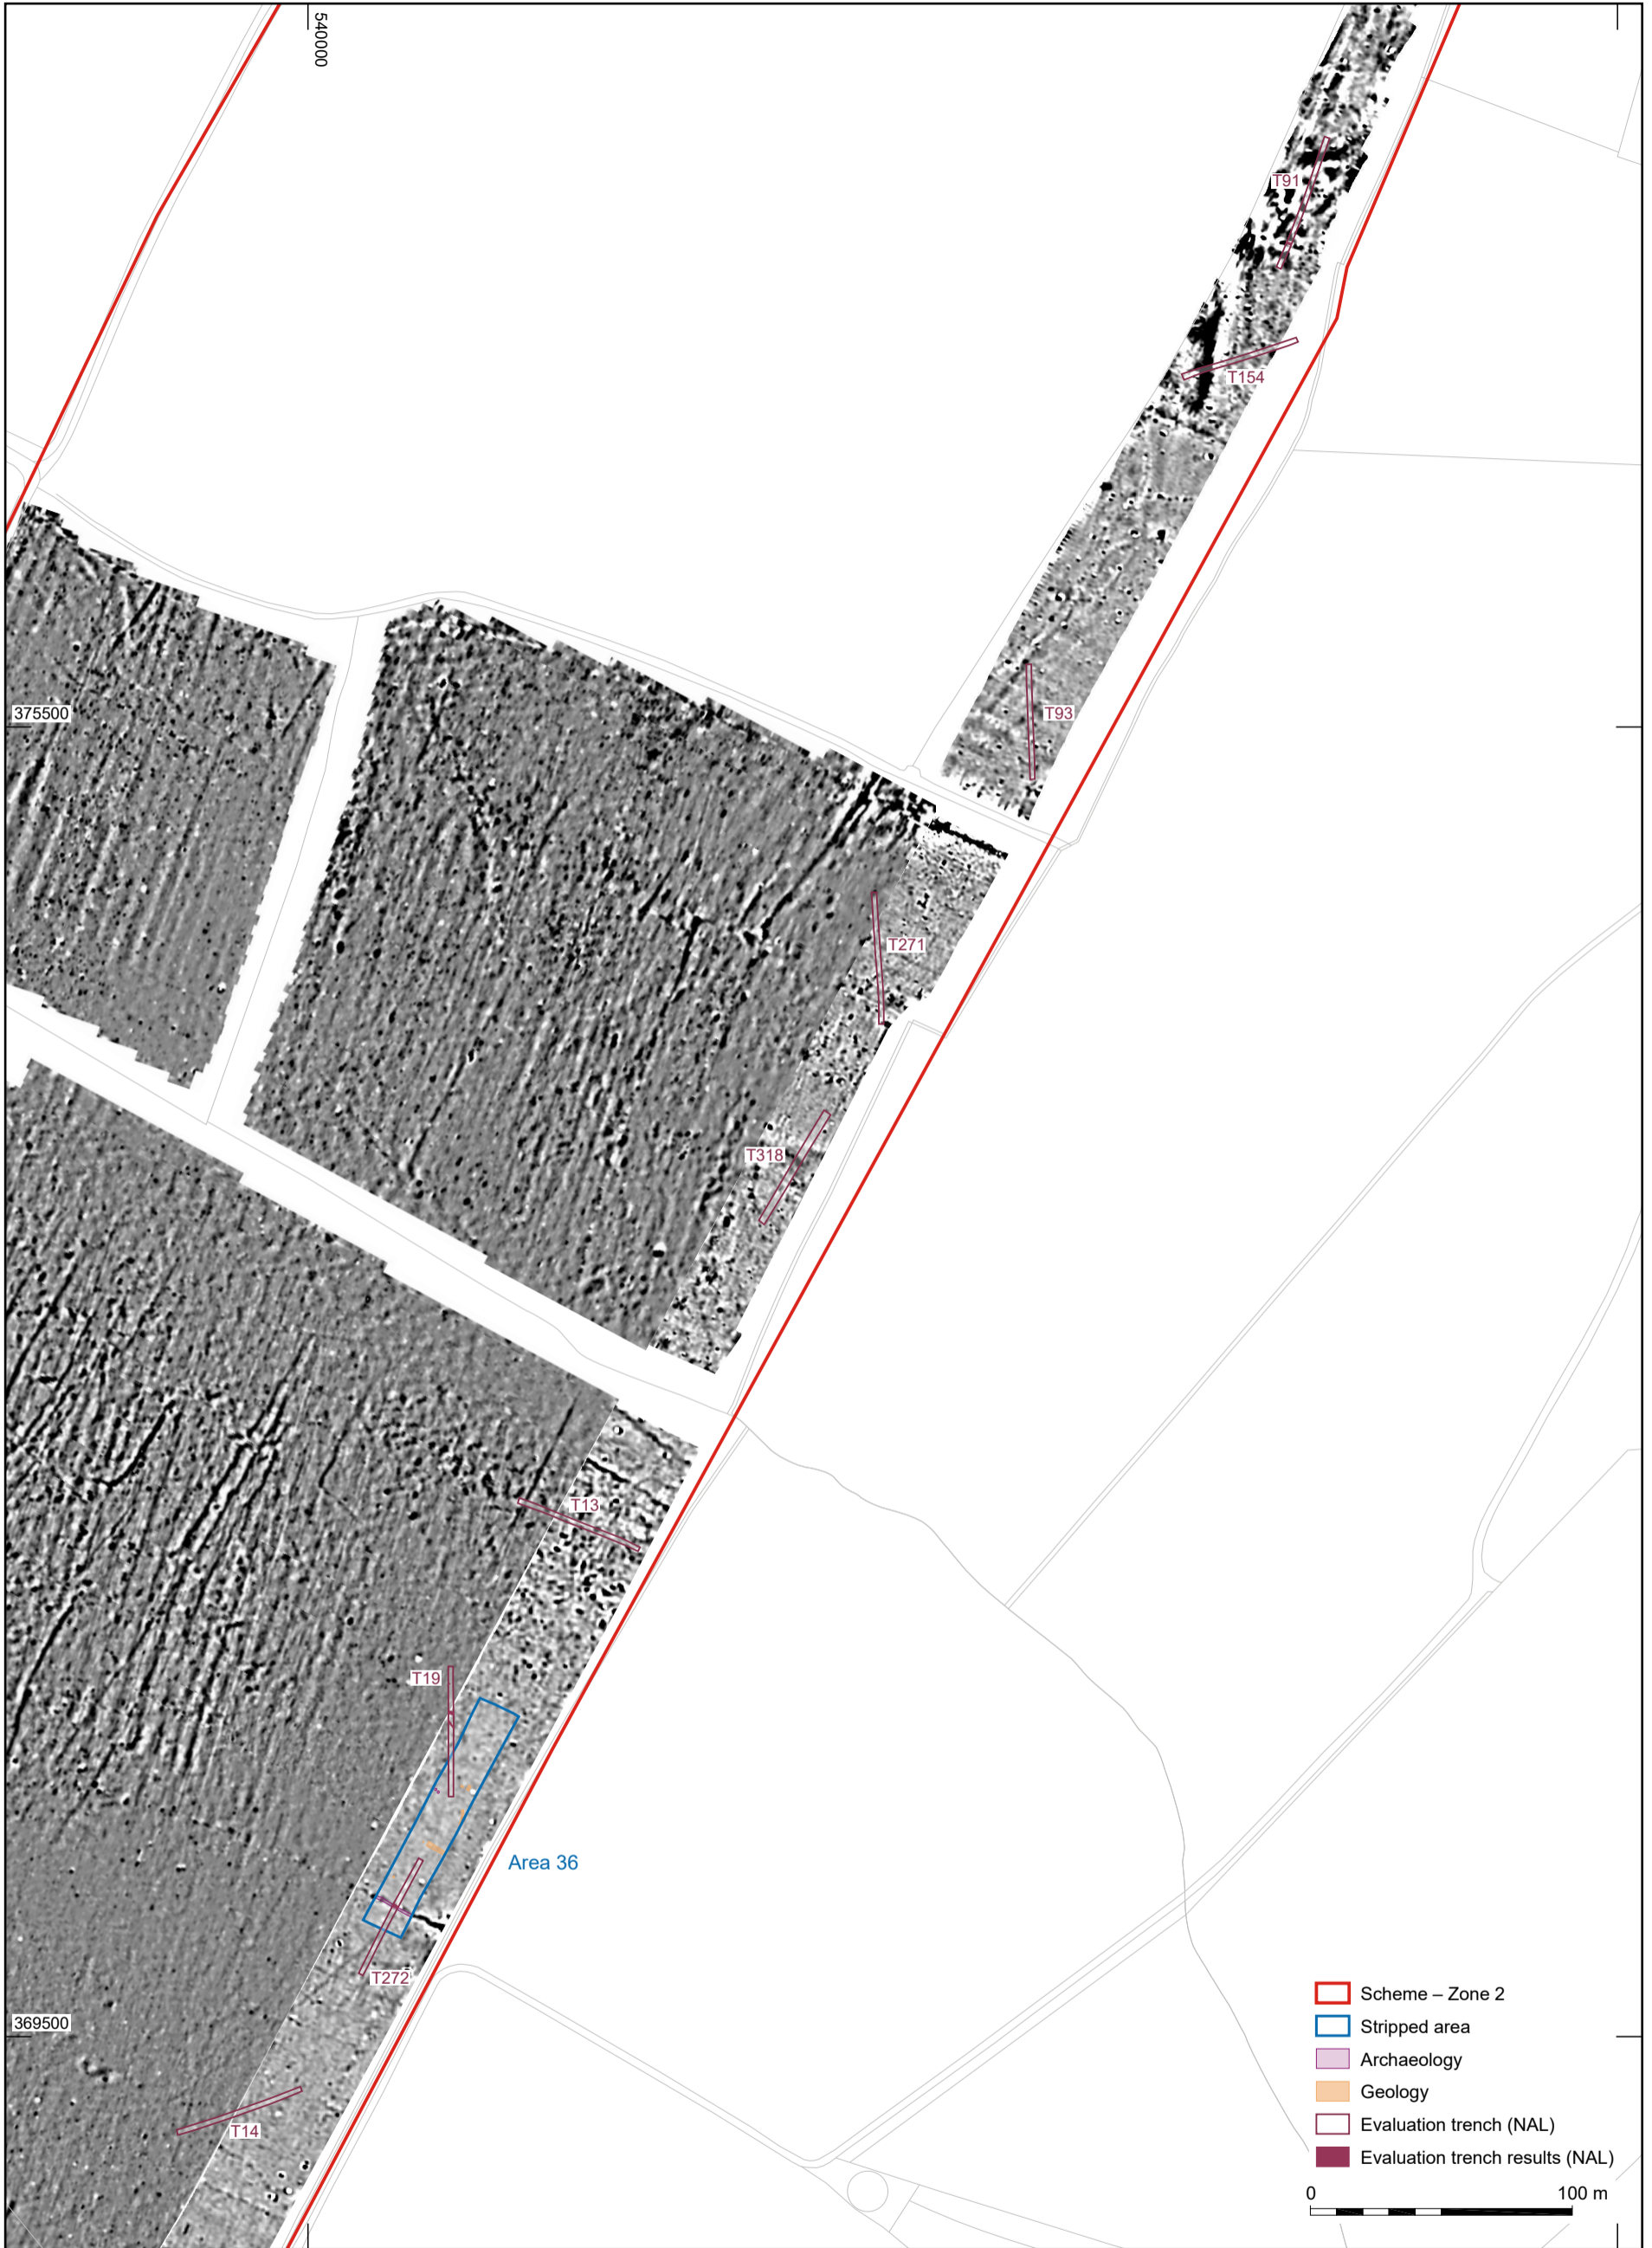 540000
T91
T154
375500
T93
T271
T318
T13
T19
Area 36
T272
369500
T14
Scheme – Zone 2
Stripped area
Archaeology
Geology
Evaluation trench (NAL)
Evaluation trench results (NAL)
0 100 m